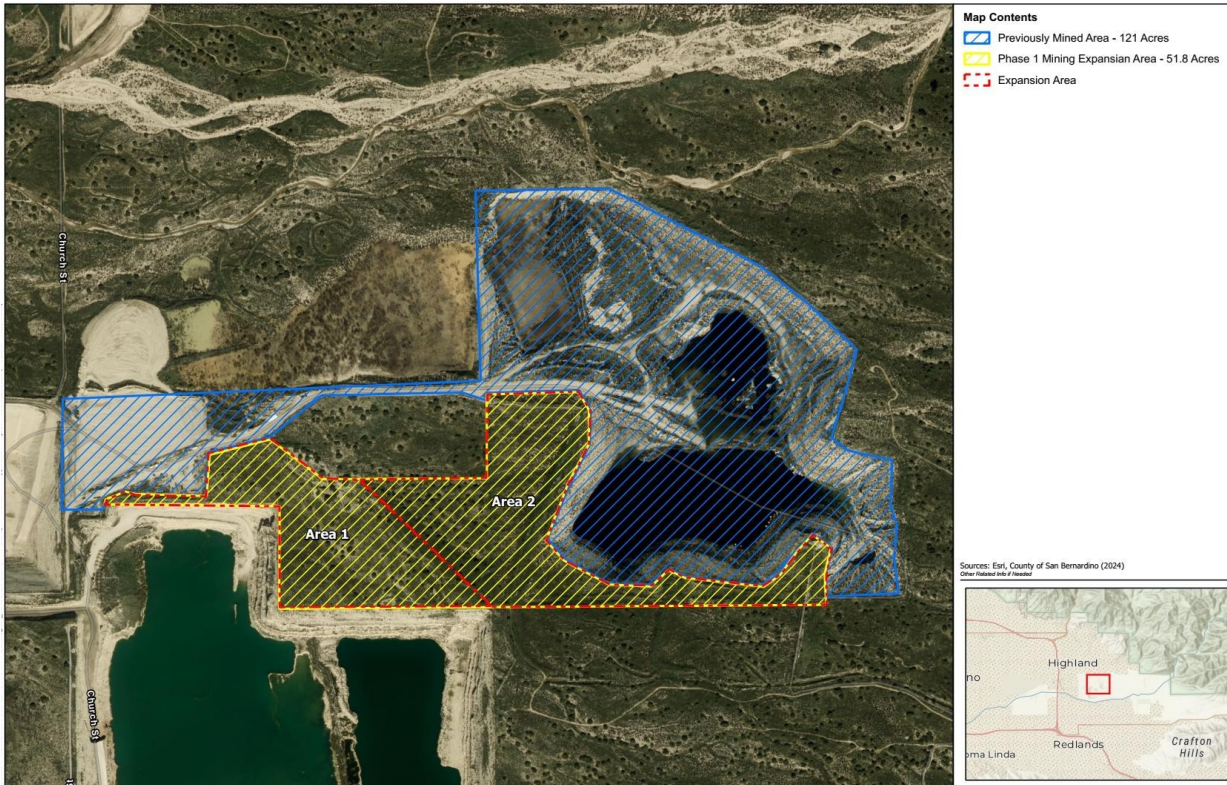 Map Contents
Previously Mined Area - 121 Acres
Phase 1 Mining Expansian Area - 51.8 Acres
Expansion Area
Church St
Area 1
Area 2
Church St
Sources: Esri, County of San Bernardino (2024)
Other Related Info if Needed
Highland
no
Redlands
oma Linda
Crafton
Hills